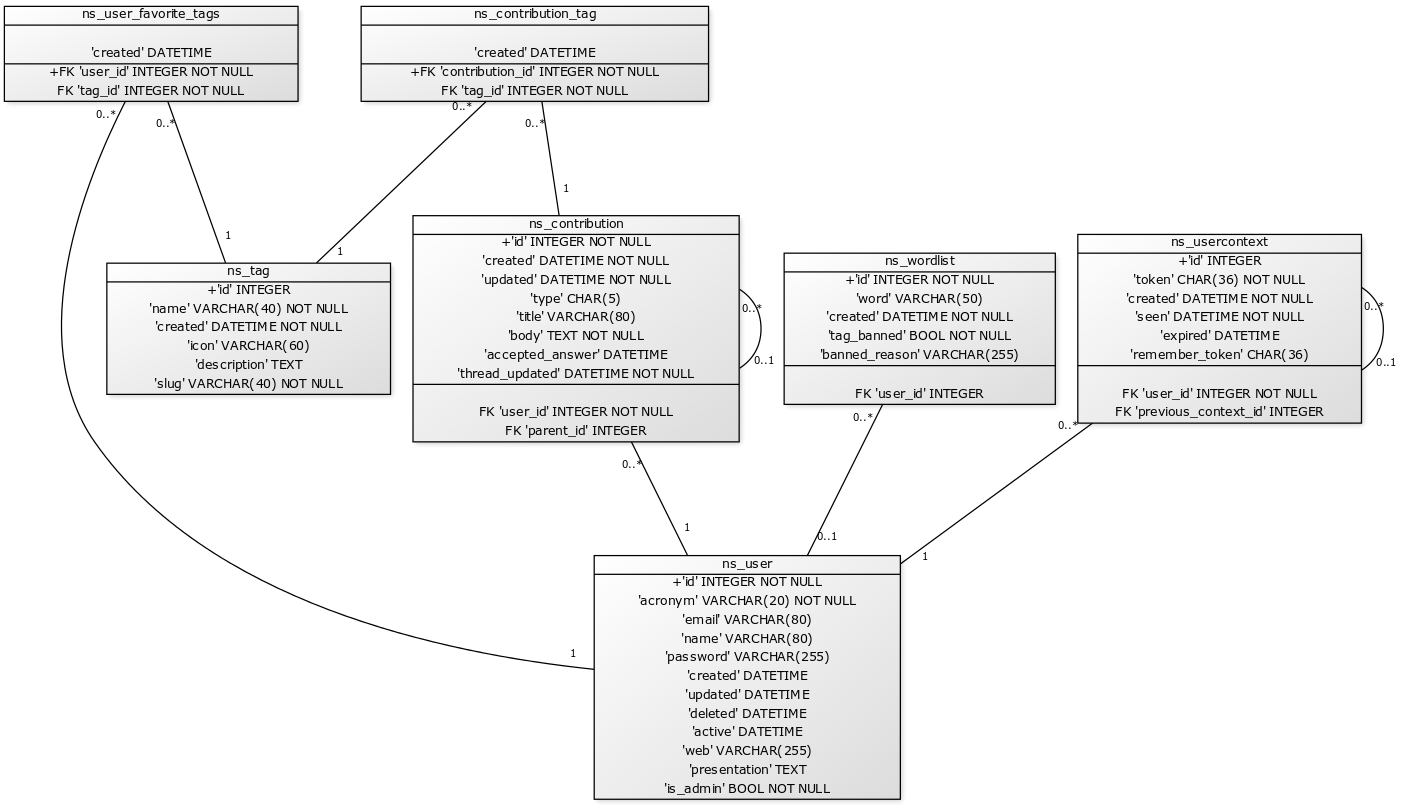 ns_user_favorite_tags
'created' DATETIME
+FK 'user_id' INTEGER NOT NULL
FK 'tag_id' INTEGER NOT NULL
ns_contribution_tag
'created' DATETIME
+FK 'contribution_id' INTEGER NOT NULL
FK 'tag_id' INTEGER NOT NULL
0..*
0..*
0..*
0..*
1
1
1
ns_tag
+'id' INTEGER
'name' VARCHAR(40) NOT NULL
'created' DATETIME NOT NULL
'icon' VARCHAR(60)
'description' TEXT
'slug' VARCHAR(40) NOT NULL
ns_contribution
+'id' INTEGER NOT NULL
'created' DATETIME NOT NULL
'updated' DATETIME NOT NULL
'type' CHAR(5)
'title' VARCHAR(80)
'body' TEXT NOT NULL
'accepted_answer' DATETIME
'thread_updated' DATETIME NOT NULL
FK 'user_id' INTEGER NOT NULL
FK 'parent_id' INTEGER
0..*
0..1
ns_wordlist
+'id' INTEGER NOT NULL
'word' VARCHAR(50)
'created' DATETIME NOT NULL
'tag_banned' BOOL NOT NULL
'banned_reason' VARCHAR(255)
FK 'user_id' INTEGER
ns_usercontext
+'id' INTEGER
'token' CHAR(36) NOT NULL
'created' DATETIME NOT NULL
'seen' DATETIME NOT NULL
'expired' DATETIME
'remember_token' CHAR(36)
FK 'user_id' INTEGER NOT NULL
FK 'previous_context_id' INTEGER
0..*
0..1
0..*
0..*
0..*
1
0..1
1
1
ns_user
+'id' INTEGER NOT NULL
'acronym' VARCHAR(20) NOT NULL
'email' VARCHAR(80)
'name' VARCHAR(80)
'password' VARCHAR(255)
'created' DATETIME
'updated' DATETIME
'deleted' DATETIME
'active' DATETIME
'web' VARCHAR(255)
'presentation' TEXT
'is_admin' BOOL NOT NULL